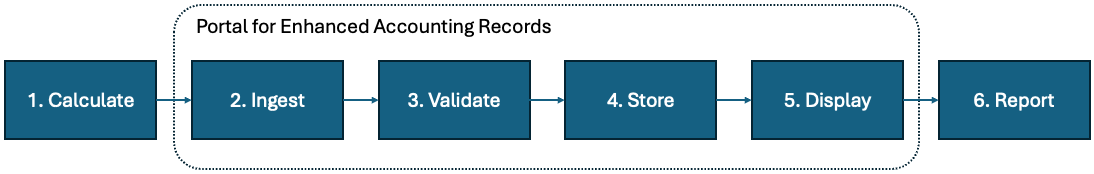 Portal for Enhanced Accounting Records
1. Calculate
2. Ingest
3. Validate
4. Store
5. Display
6. Report